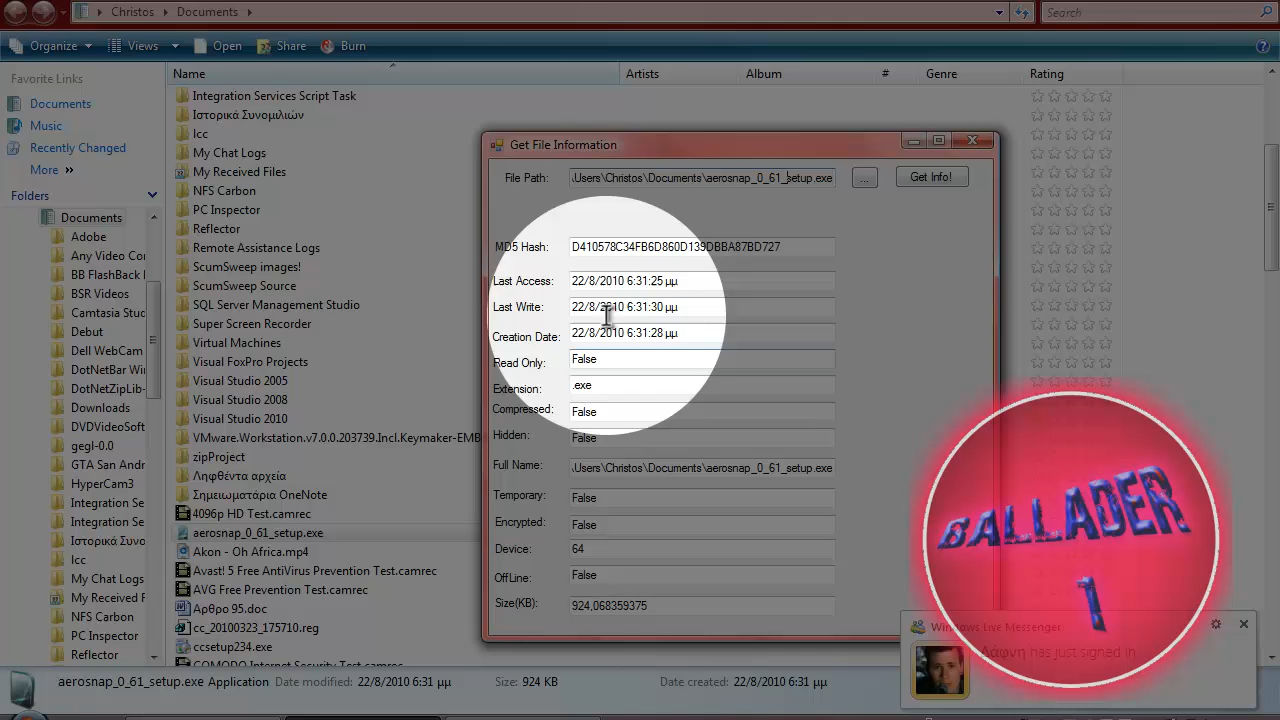 Christos Documents
Search
Organize Views Open Share Burn
Favorite Links
Documents
Music
Recently Changed
More »
Folders
Documents
Adobe
Any Video Con
BB FlashBack
BSR Videos
Camtasia Stud
Debut
Dell WebCam
DotNetBar Win
DotNetZipLib-
Downloads
DVDVideoSoft
gegl-0.0
GTA San And
HyperCam3
Integration Se
Integration Se
Ιστορικά Συνο
lcc
My Chat Logs
My Received F
NFS Carbon
PC Inspector
Reflector
Name Artists Album # Genre Rating
Integration Services Script Task
Ιστορικά Συνομιλιών
lcc
My Chat Logs
My Received Files
NFS Carbon
PC Inspector
Reflector
Remote Assistance Logs
ScumSweep images!
ScumSweep Source
SQL Server Management Studio
Super Screen Recorder
Virtual Machines
Visual FoxPro Projects
Visual Studio 2005
Visual Studio 2008
Visual Studio 2010
VMware.Workstation.v7.0.0.203739.Incl.Keymaker-EMB
zipProject
Ληφθέντα αρχεία
Σημειωματάρια OneNote
4096p HD Test.camrec
aerosnap_0_61_setup.exe
Akon - Oh Africa.mp4
Avast! 5 Free AntiVirus Prevention Test.camrec
AVG Free Prevention Test.camrec
Αρθρο 95.doc
cc_20100323_175710.reg
ccsetup234.exe
COMODO Internet Security Test.camrec
Get File Information
File Path: :\Users\Christos\Documents\aerosnap_0_61_setup.exe ... Get Info!
MD5 Hash: D410578C34FB6D860D139DBBA87BD727
Last Access: 22/8/2010 6:31:25 μμ
Last Write: 22/8/2010 6:31:30 μμ
Creation Date: 22/8/2010 6:31:28 μμ
Read Only: False
Extension: .exe
Compressed: False
Hidden: False
Full Name: :\Users\Christos\Documents\aerosnap_0_61_setup.exe
Temporary: False
Encrypted: False
Device: 64
OffLine: False
Size(KB): 924,068359375
BALLADER
1
Windows Live Messenger
Δάφνη has just signed in
aerosnap_0_61_setup.exe Application Date modified: 22/8/2010 6:31 μμ Size: 924 KB Date created: 22/8/2010 6:31 μμ